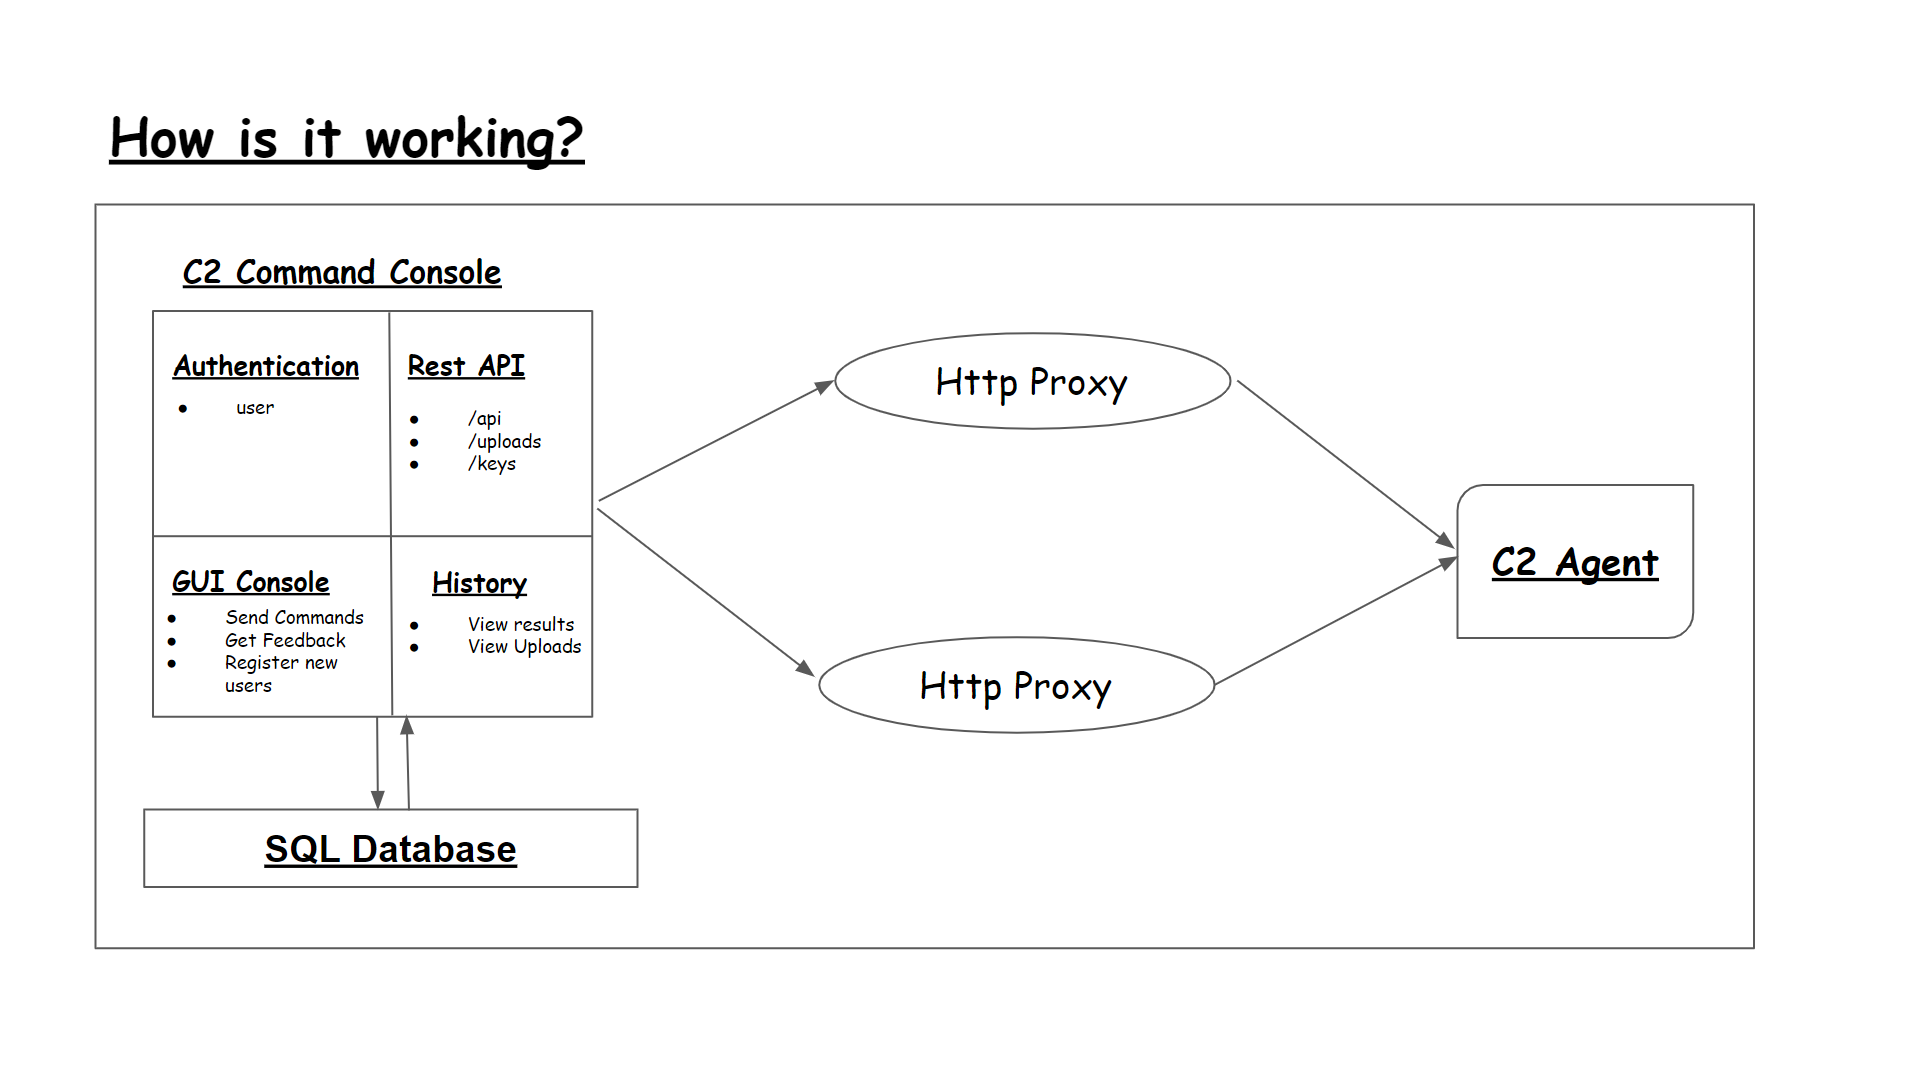 How is it working?
C2 Command Console
Authentication
● user
Rest API
● /api
● /uploads
● /keys
GUI Console
● Send Commands
● Get Feedback
● Register new
users
History
● View results
● View Uploads
SQL Database
Http Proxy
Http Proxy
C2 Agent